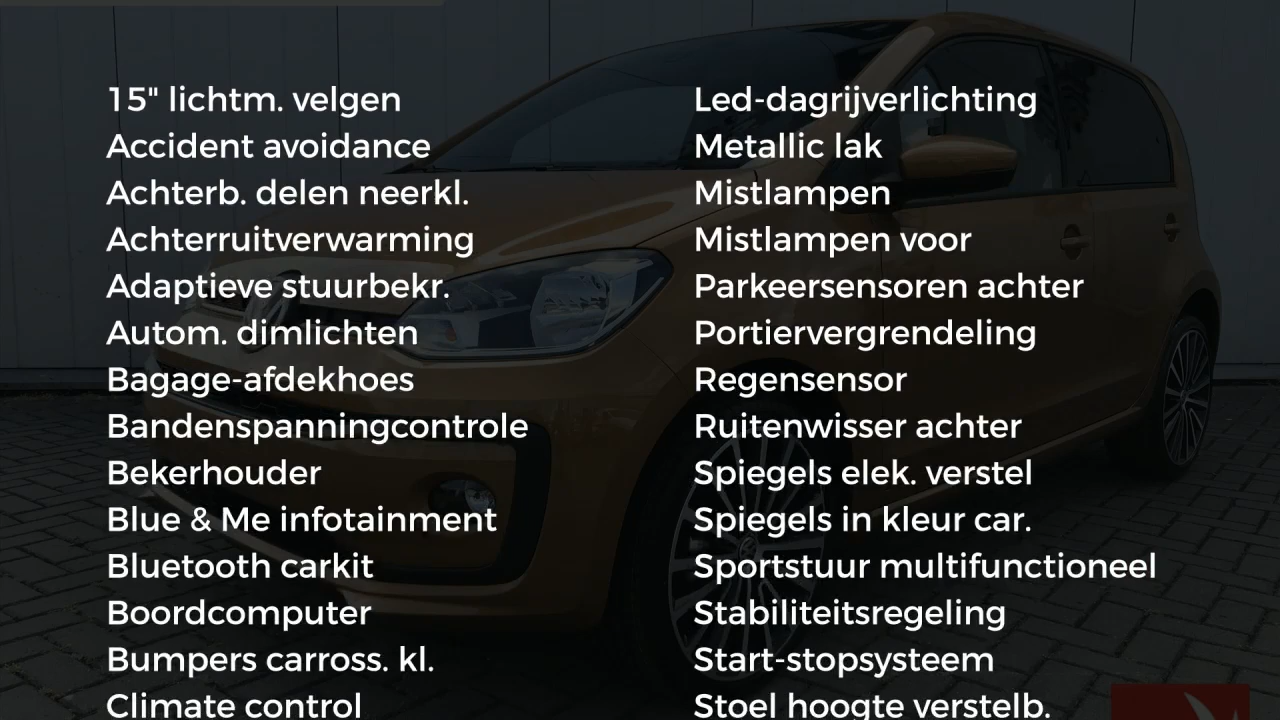 15" lichtm. velgen
Accident avoidance
Achterb. delen neerkl.
Achterruitverwarming
Adaptieve stuurbekr.
Autom. dimlichten
Bagage-afdekhoes
Bandenspanningcontrole
Bekerhouder
Blue & Me infotainment
Bluetooth carkit
Boordcomputer
Bumpers carross. kl.
Climate control
Led-dagrijverlichting
Metallic lak
Mistlampen
Mistlampen voor
Parkeersensoren achter
Portiervergrendeling
Regensensor
Ruitenwisser achter
Spiegels elek. verstel
Spiegels in kleur car.
Sportstuur multifunctioneel
Stabiliteitsregeling
Start-stopsysteem
Stoel hoogte verstelb.